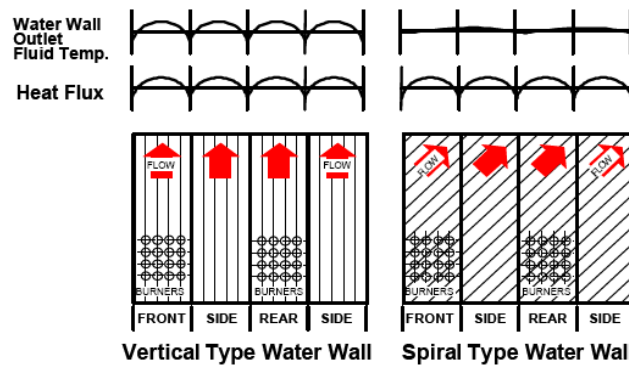 Water Wall
Outlet
Fluid Temp.
Heat Flux
FLOW
FLOW
FLOW
FLOW
BURNERS
BURNERS
BURNERS
BURNERS
FRONT SIDE REAR SIDE
FRONT SIDE REAR SIDE
Vertical Type Water Wall
Spiral Type Water Wal